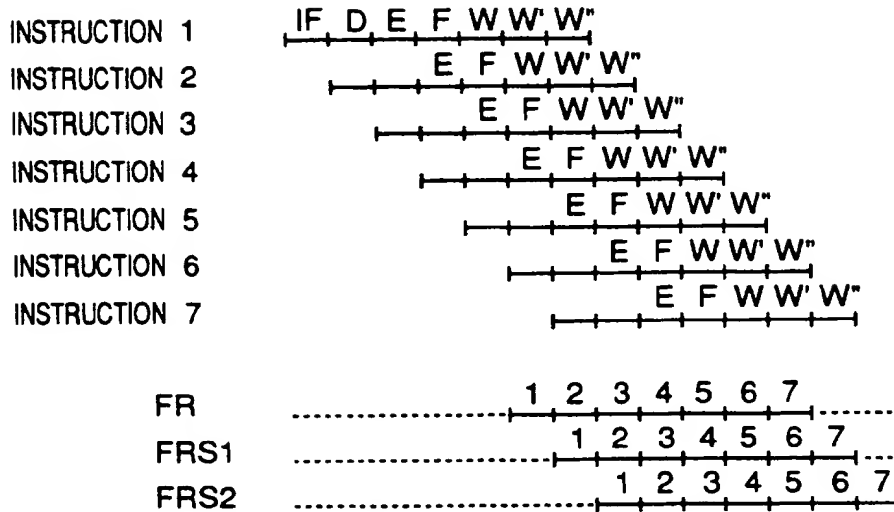 INSTRUCTION 1 IF D E F W W' W"
INSTRUCTION 2 E F W W' W"
INSTRUCTION 3 E F W W' W"
INSTRUCTION 4 E F W W' W"
INSTRUCTION 5 E F W W' W"
INSTRUCTION 6 E F W W' W"
INSTRUCTION 7 E F W W' W"
FR 1 2 3 4 5 6 7
FRS1 1 2 3 4 5 6 7
FRS2 1 2 3 4 5 6 7